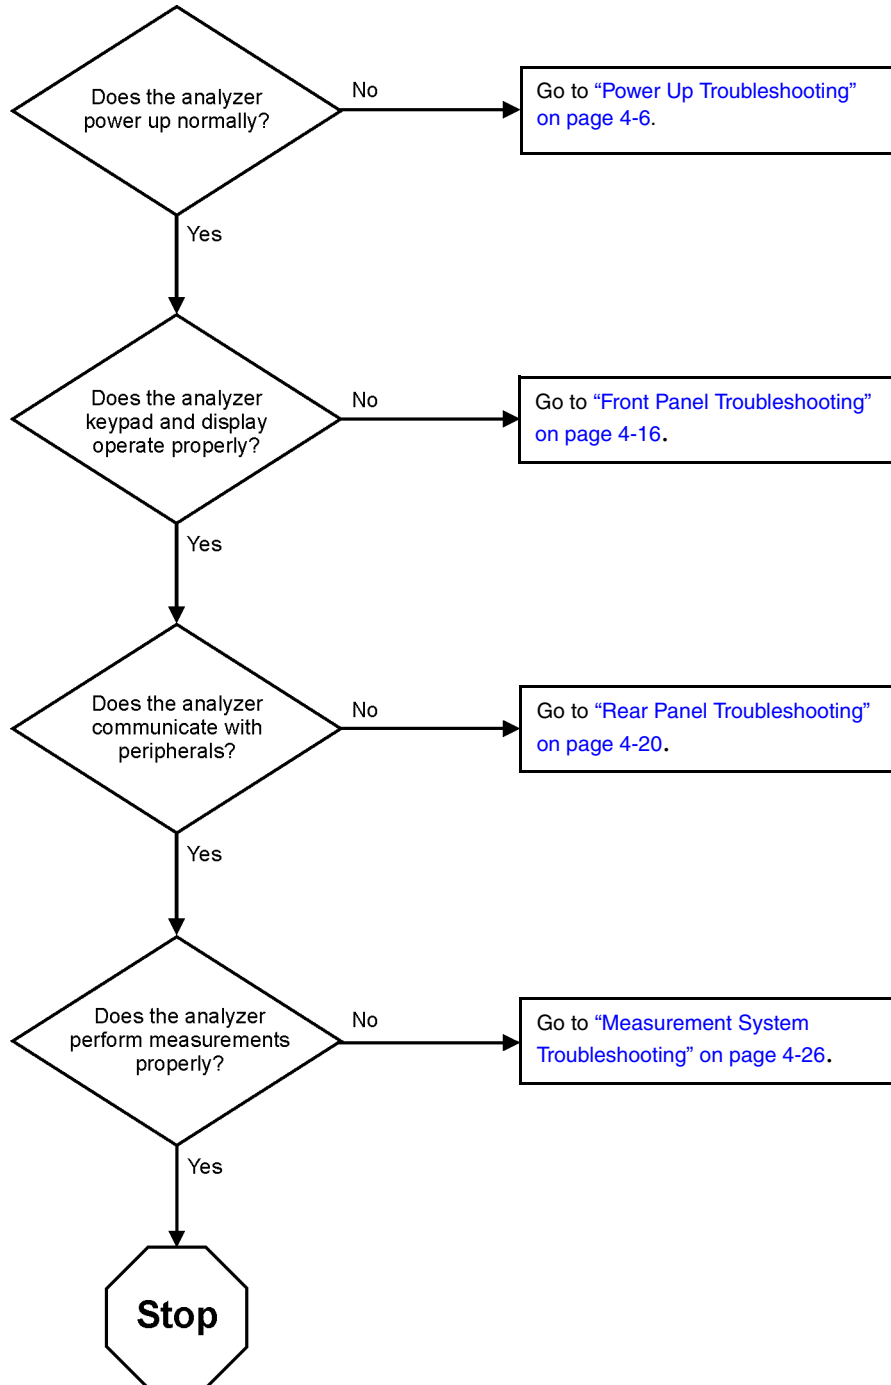 Does the analyzer
power up normally?
No
Go to “Power Up Troubleshooting”
on page 4-6.
Yes
Does the analyzer
keypad and display
operate properly?
No
Go to “Front Panel Troubleshooting”
on page 4-16.
Yes
Does the analyzer
communicate with
peripherals?
No
Go to “Rear Panel Troubleshooting”
on page 4-20.
Yes
Does the analyzer
perform measurements
properly?
No
Go to “Measurement System
Troubleshooting” on page 4-26.
Yes
Stop